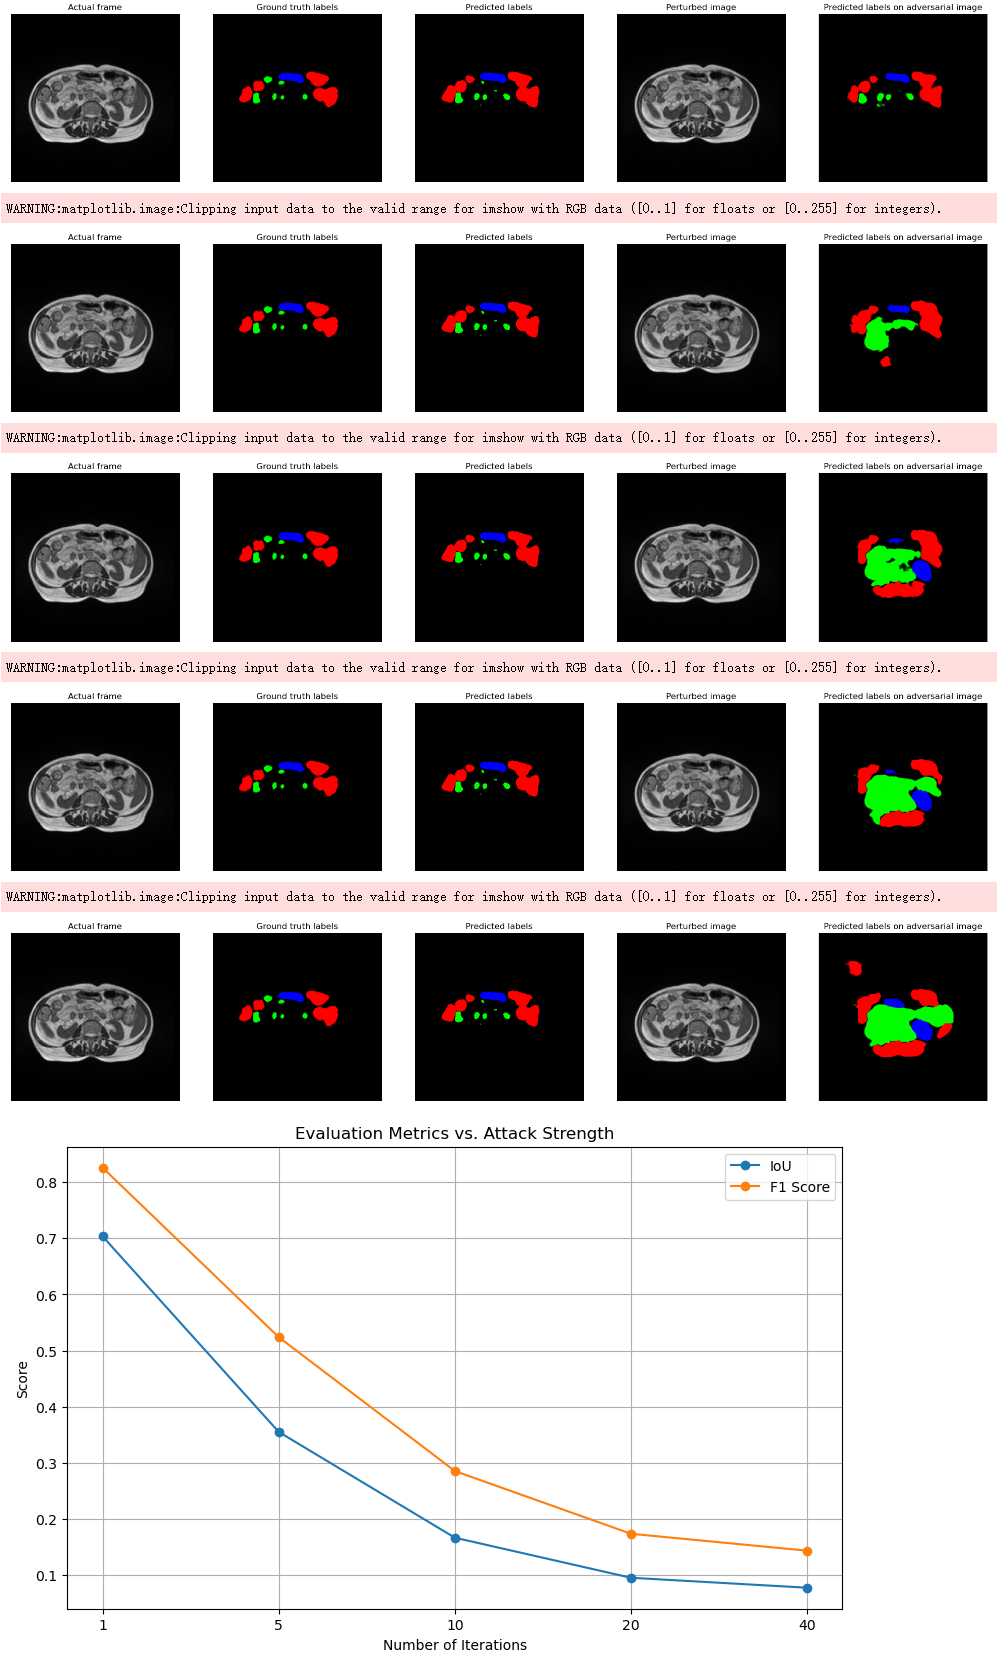 Actual frame Ground truth labels Predicted labels Perturbed image Predicted labels on adversarial image
WARNING:matplotlib.image:Clipping input data to the valid range for imshow with RGB data ([0..1] for floats or [0..255] for integers).
Actual frame Ground truth labels Predicted labels Perturbed image Predicted labels on adversarial image
WARNING:matplotlib.image:Clipping input data to the valid range for imshow with RGB data ([0..1] for floats or [0..255] for integers).
Actual frame Ground truth labels Predicted labels Perturbed image Predicted labels on adversarial image
WARNING:matplotlib.image:Clipping input data to the valid range for imshow with RGB data ([0..1] for floats or [0..255] for integers).
Actual frame Ground truth labels Predicted labels Perturbed image Predicted labels on adversarial image
WARNING:matplotlib.image:Clipping input data to the valid range for imshow with RGB data ([0..1] for floats or [0..255] for integers).
Actual frame Ground truth labels Predicted labels Perturbed image Predicted labels on adversarial image
Evaluation Metrics vs. Attack Strength
IoU
F1 Score
0.8
0.7
0.6
0.5
0.4
0.3
0.2
0.1
Score
1 5 10 20 40
Number of Iterations